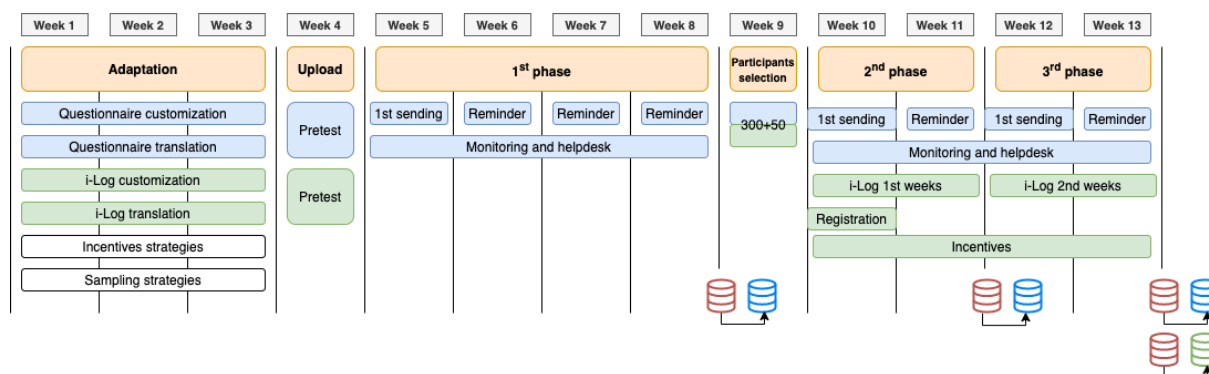 Week 1 Week 2 Week 3 Week 4 Week 5 Week 6 Week 7 Week 8 Week 9 Week 10 Week 11 Week 12 Week 13
Adaptation Upload 1st phase Participants selection 2nd phase 3rd phase
Questionnaire customization Pretest 1st sending Reminder Reminder Reminder 300+50 1st sending Reminder 1st sending Reminder
Questionnaire translation Monitoring and helpdesk Monitoring and helpdesk
i-Log customization Pretest i-Log 1st weeks i-Log 2nd weeks
i-Log translation Registration
Incentives strategies Incentives
Sampling strategies